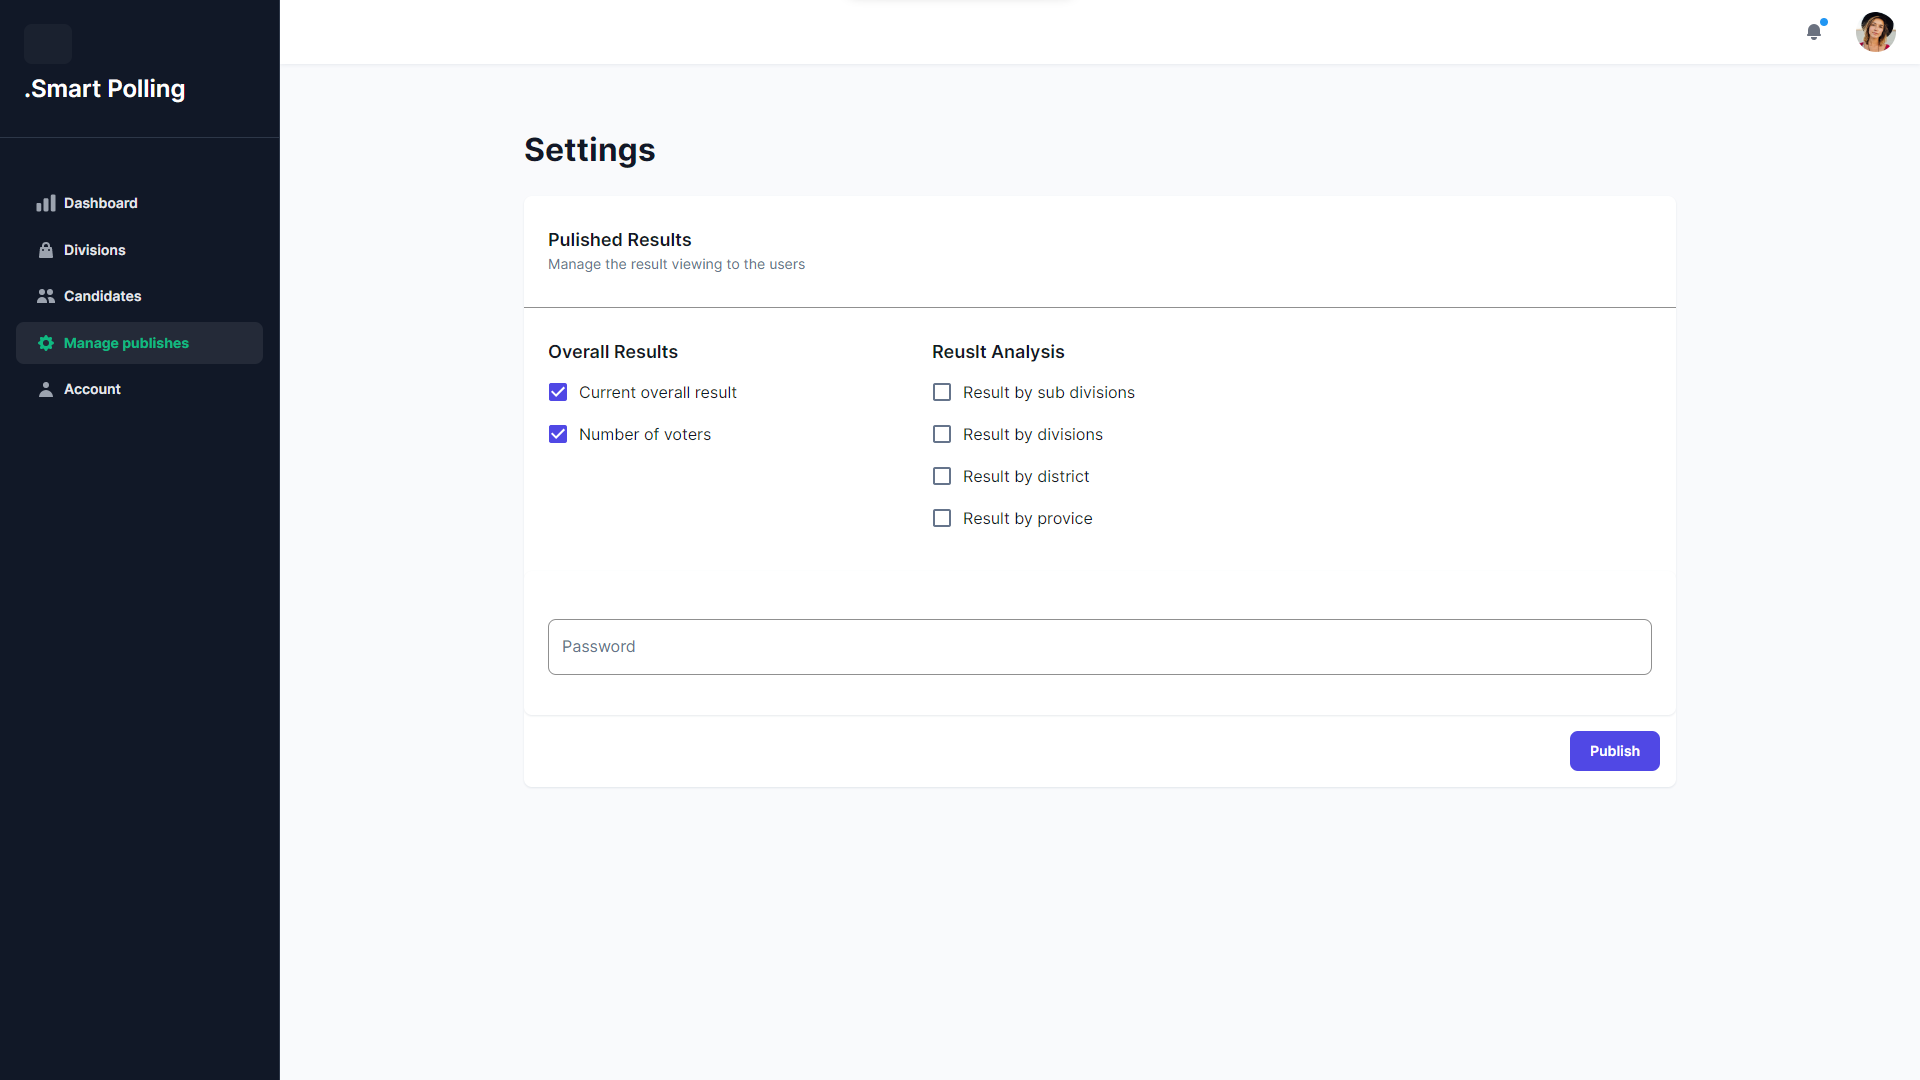 .Smart Polling
Dashboard
Divisions
Candidates
Manage publishes
Account
Settings
Pulished Results
Manage the result viewing to the users
Overall Results
Current overall result
Number of voters
Reuslt Analysis
Result by sub divisions
Result by divisions
Result by district
Result by provice
Password
Publish